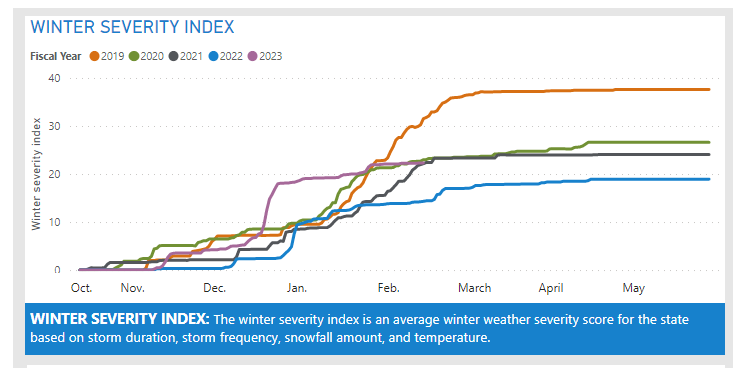 WINTER SEVERITY INDEX
Fiscal Year 2019 2020 2021 2022 2023
40
30
20
10
0
Winter severity index
Oct. Nov. Dec. Jan. Feb. March April May
WINTER SEVERITY INDEX: The winter severity index is an average winter weather severity score for the state
based on storm duration, storm frequency, snowfall amount, and temperature.